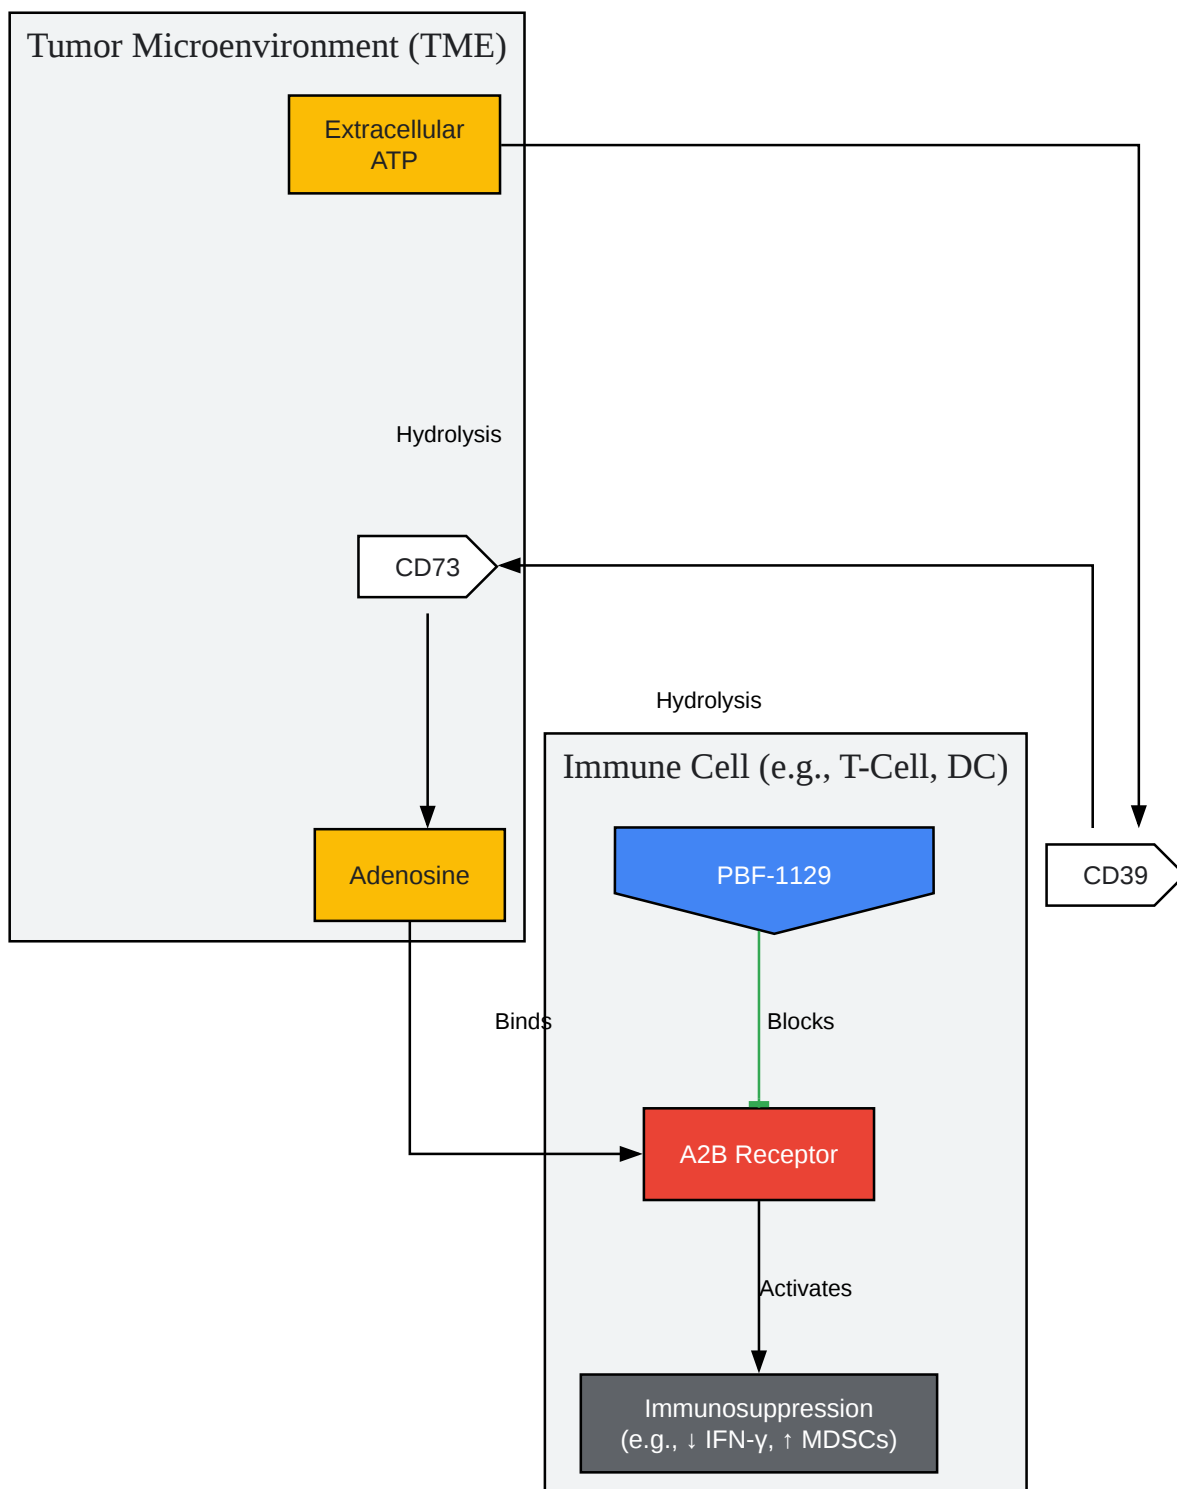 Tumor Microenvironment (TME)
Extracellular
ATP
Hydrolysis
CD73
Hydrolysis
Immune Cell (e.g., T-Cell, DC)
Adenosine
PBF-1129
CD39
Binds
Blocks
A2B Receptor
Activates
Immunosuppression
(e.g., ↓ IFN-γ, ↑ MDSCs)